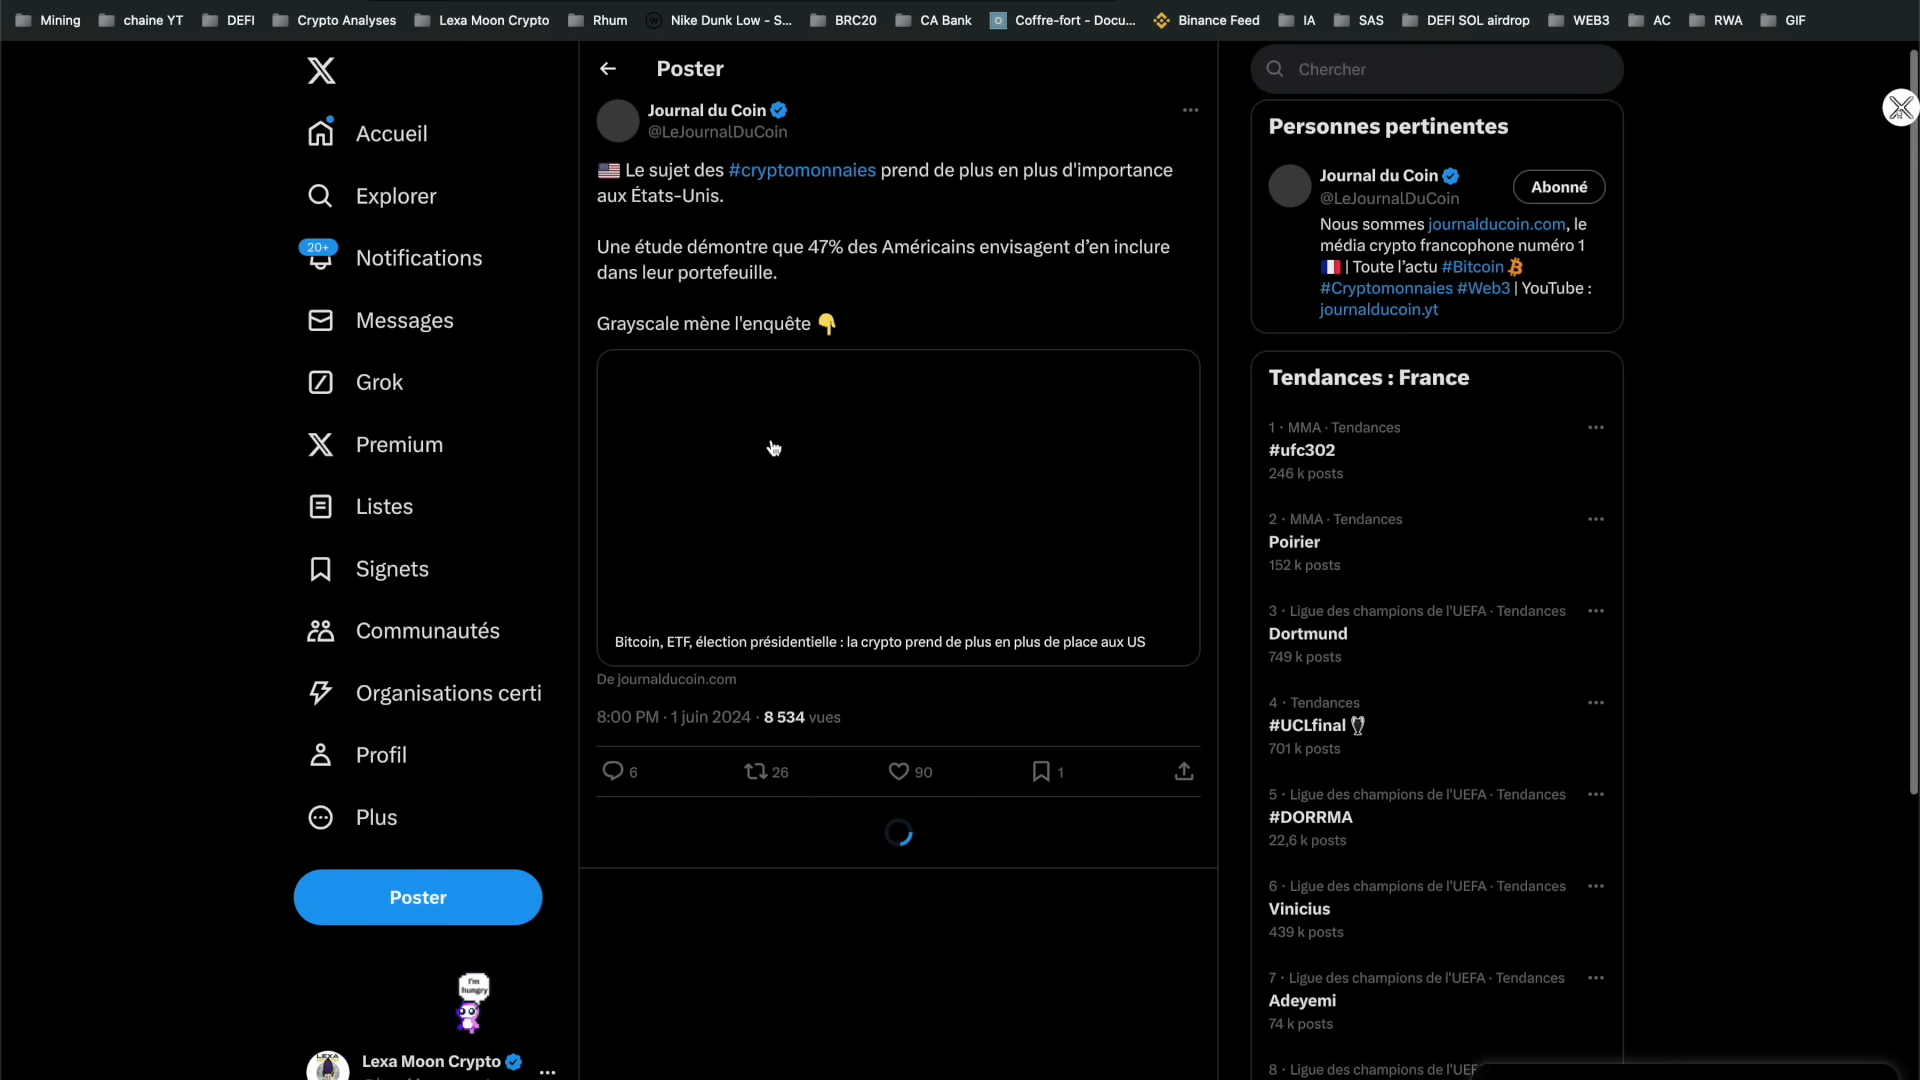 Mining chaine YT DEFI Crypto Analyses Lexa Moon Crypto Rhum Nike Dunk Low - S... BRC20 CA Bank Coffre-fort - Docu... Binance Feed IA SAS DEFI SOL airdrop WEB3 AC RWA GIF
Accueil
Explorer
20+
Notifications
Messages
Grok
Premium
Listes
Signets
Communautés
Organisations certi
Profil
Plus
Poster
I'm
hungry
Lexa Moon Crypto
Poster
Journal du Coin
@LeJournalDuCoin
🇺🇸 Le sujet des #cryptomonnaies prend de plus en plus d'importance
aux États-Unis.
Une étude démontre que 47% des Américains envisagent d’en inclure
dans leur portefeuille.
Grayscale mène l'enquête 👇
Bitcoin, ETF, élection présidentielle : la crypto prend de plus en plus de place aux US
De journalducoin.com
8:00 PM · 1 juin 2024 · 8 534 vues
6 26 90 1
Chercher
Personnes pertinentes
Journal du Coin
@LeJournalDuCoin
Abonné
Nous sommes journalducoin.com, le
média crypto francophone numéro 1
🇫🇷 | Toute l’actu #Bitcoin
#Cryptomonnaies #Web3 | YouTube :
journalducoin.yt
Tendances : France
1 · MMA · Tendances
#ufc302
246 k posts
2 · MMA · Tendances
Poirier
152 k posts
3 · Ligue des champions de l'UEFA · Tendances
Dortmund
749 k posts
4 · Tendances
#UCLfinal
701 k posts
5 · Ligue des champions de l'UEFA · Tendances
#DORRMA
22,6 k posts
6 · Ligue des champions de l'UEFA · Tendances
Vinicius
439 k posts
7 · Ligue des champions de l'UEFA · Tendances
Adeyemi
74 k posts
8 · Ligue des champions de l'UEF